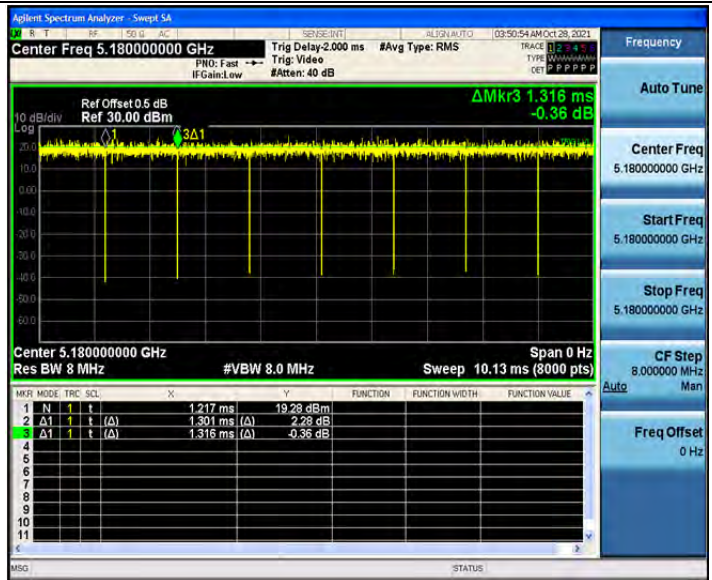 Agilent Spectrum Analyzer - Swept SA
R T RF 50 Ω AC SENSE:INT ALIGN AUTO 03:50:54 AM Oct 28, 2021
Center Freq 5.180000000 GHz
Trig Delay-2.000 ms #Avg Type: RMS
TRACE 1 2 3 4 5 6
PNO: Fast Trig: Video
TYPE
IFGain:Low #Atten: 40 dB
DET P P P P P P
ΔMkr3 1.316 ms
-0.36 dB
Ref Offset 0.5 dB
10 dB/div Ref 30.00 dBm
Log
1 3Δ1
20.0
10.0
0.00
-10.0
-20.0
-30.0
-40.0
-50.0
-60.0
Center 5.180000000 GHz Span 0 Hz
Res BW 8 MHz #VBW 8.0 MHz Sweep 10.13 ms (8000 pts)
MKR MODE TRC SCL X Y FUNCTION FUNCTION WIDTH FUNCTION VALUE
1 N 1 t 1.217 ms 19.28 dBm
2 Δ1 1 t (Δ) 1.301 ms (Δ) 2.28 dB
3 Δ1 1 t (Δ) 1.316 ms (Δ) -0.36 dB
4
5
6
7
8
9
10
11
MSG STATUS
Frequency
Auto Tune
Center Freq
5.180000000 GHz
Start Freq
5.180000000 GHz
Stop Freq
5.180000000 GHz
CF Step
8.000000 MHz
Auto Man
Freq Offset
0 Hz